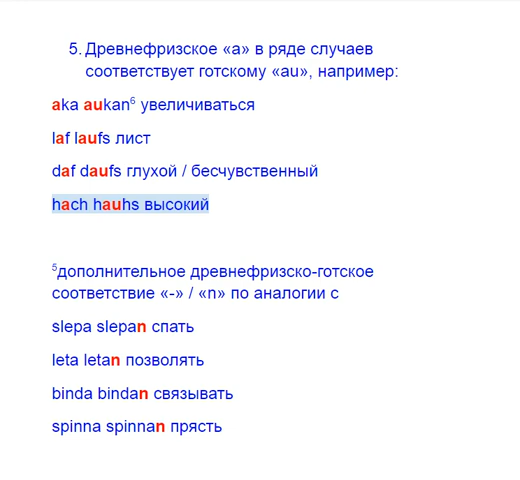 5. Древнефризское «a» в ряде случаев
соответствует готскому «au», например:
aka aukan⁶ увеличиваться
laf laufs лист
daf daufs глухой / бесчувственный
hach hauhs высокий
⁵дополнительное древнефризско-готское
соответствие «-» / «n» по аналогии с
slepa slepan спать
leta letan позволять
binda bindan связывать
spinna spinnan прясть